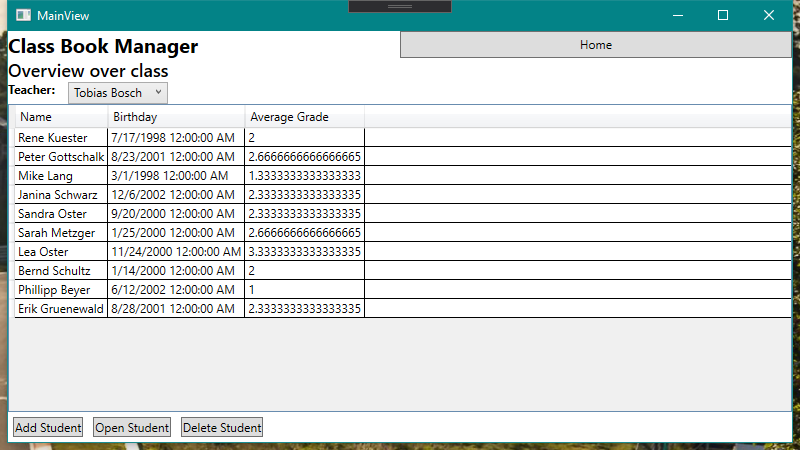 MainView
Class Book Manager
Home
Overview over class
Teacher: Tobias Bosch
Name Birthday Average Grade
Rene Kuester 7/17/1998 12:00:00 AM 2
Peter Gottschalk 8/23/2001 12:00:00 AM 2.6666666666666665
Mike Lang 3/1/1998 12:00:00 AM 1.3333333333333333
Janina Schwarz 12/6/2002 12:00:00 AM 2.3333333333333335
Sandra Oster 9/20/2000 12:00:00 AM 2.3333333333333335
Sarah Metzger 1/25/2000 12:00:00 AM 2.6666666666666665
Lea Oster 11/24/2000 12:00:00 AM 3.3333333333333335
Bernd Schultz 1/14/2000 12:00:00 AM 2
Phillipp Beyer 6/12/2002 12:00:00 AM 1
Erik Gruenewald 8/28/2001 12:00:00 AM 2.3333333333333335
Add Student Open Student Delete Student